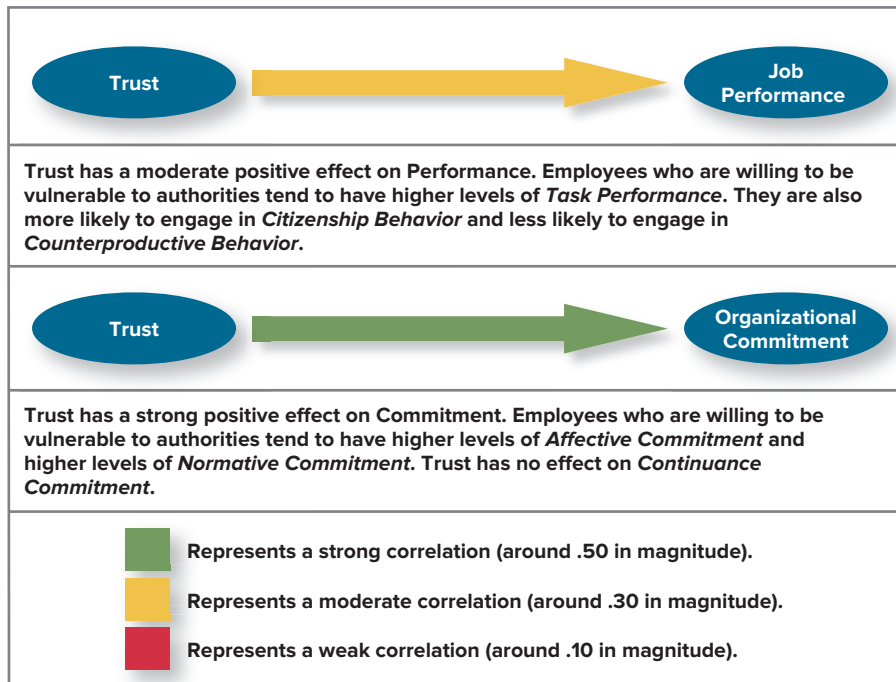 Trust
Job
Performance
Trust has a moderate positive effect on Performance. Employees who are willing to be
vulnerable to authorities tend to have higher levels of Task Performance. They are also
more likely to engage in Citizenship Behavior and less likely to engage in
Counterproductive Behavior.
Trust
Organizational
Commitment
Trust has a strong positive effect on Commitment. Employees who are willing to be
vulnerable to authorities tend to have higher levels of Affective Commitment and
higher levels of Normative Commitment. Trust has no effect on Continuance
Commitment.
Represents a strong correlation (around .50 in magnitude).
Represents a moderate correlation (around .30 in magnitude).
Represents a weak correlation (around .10 in magnitude).